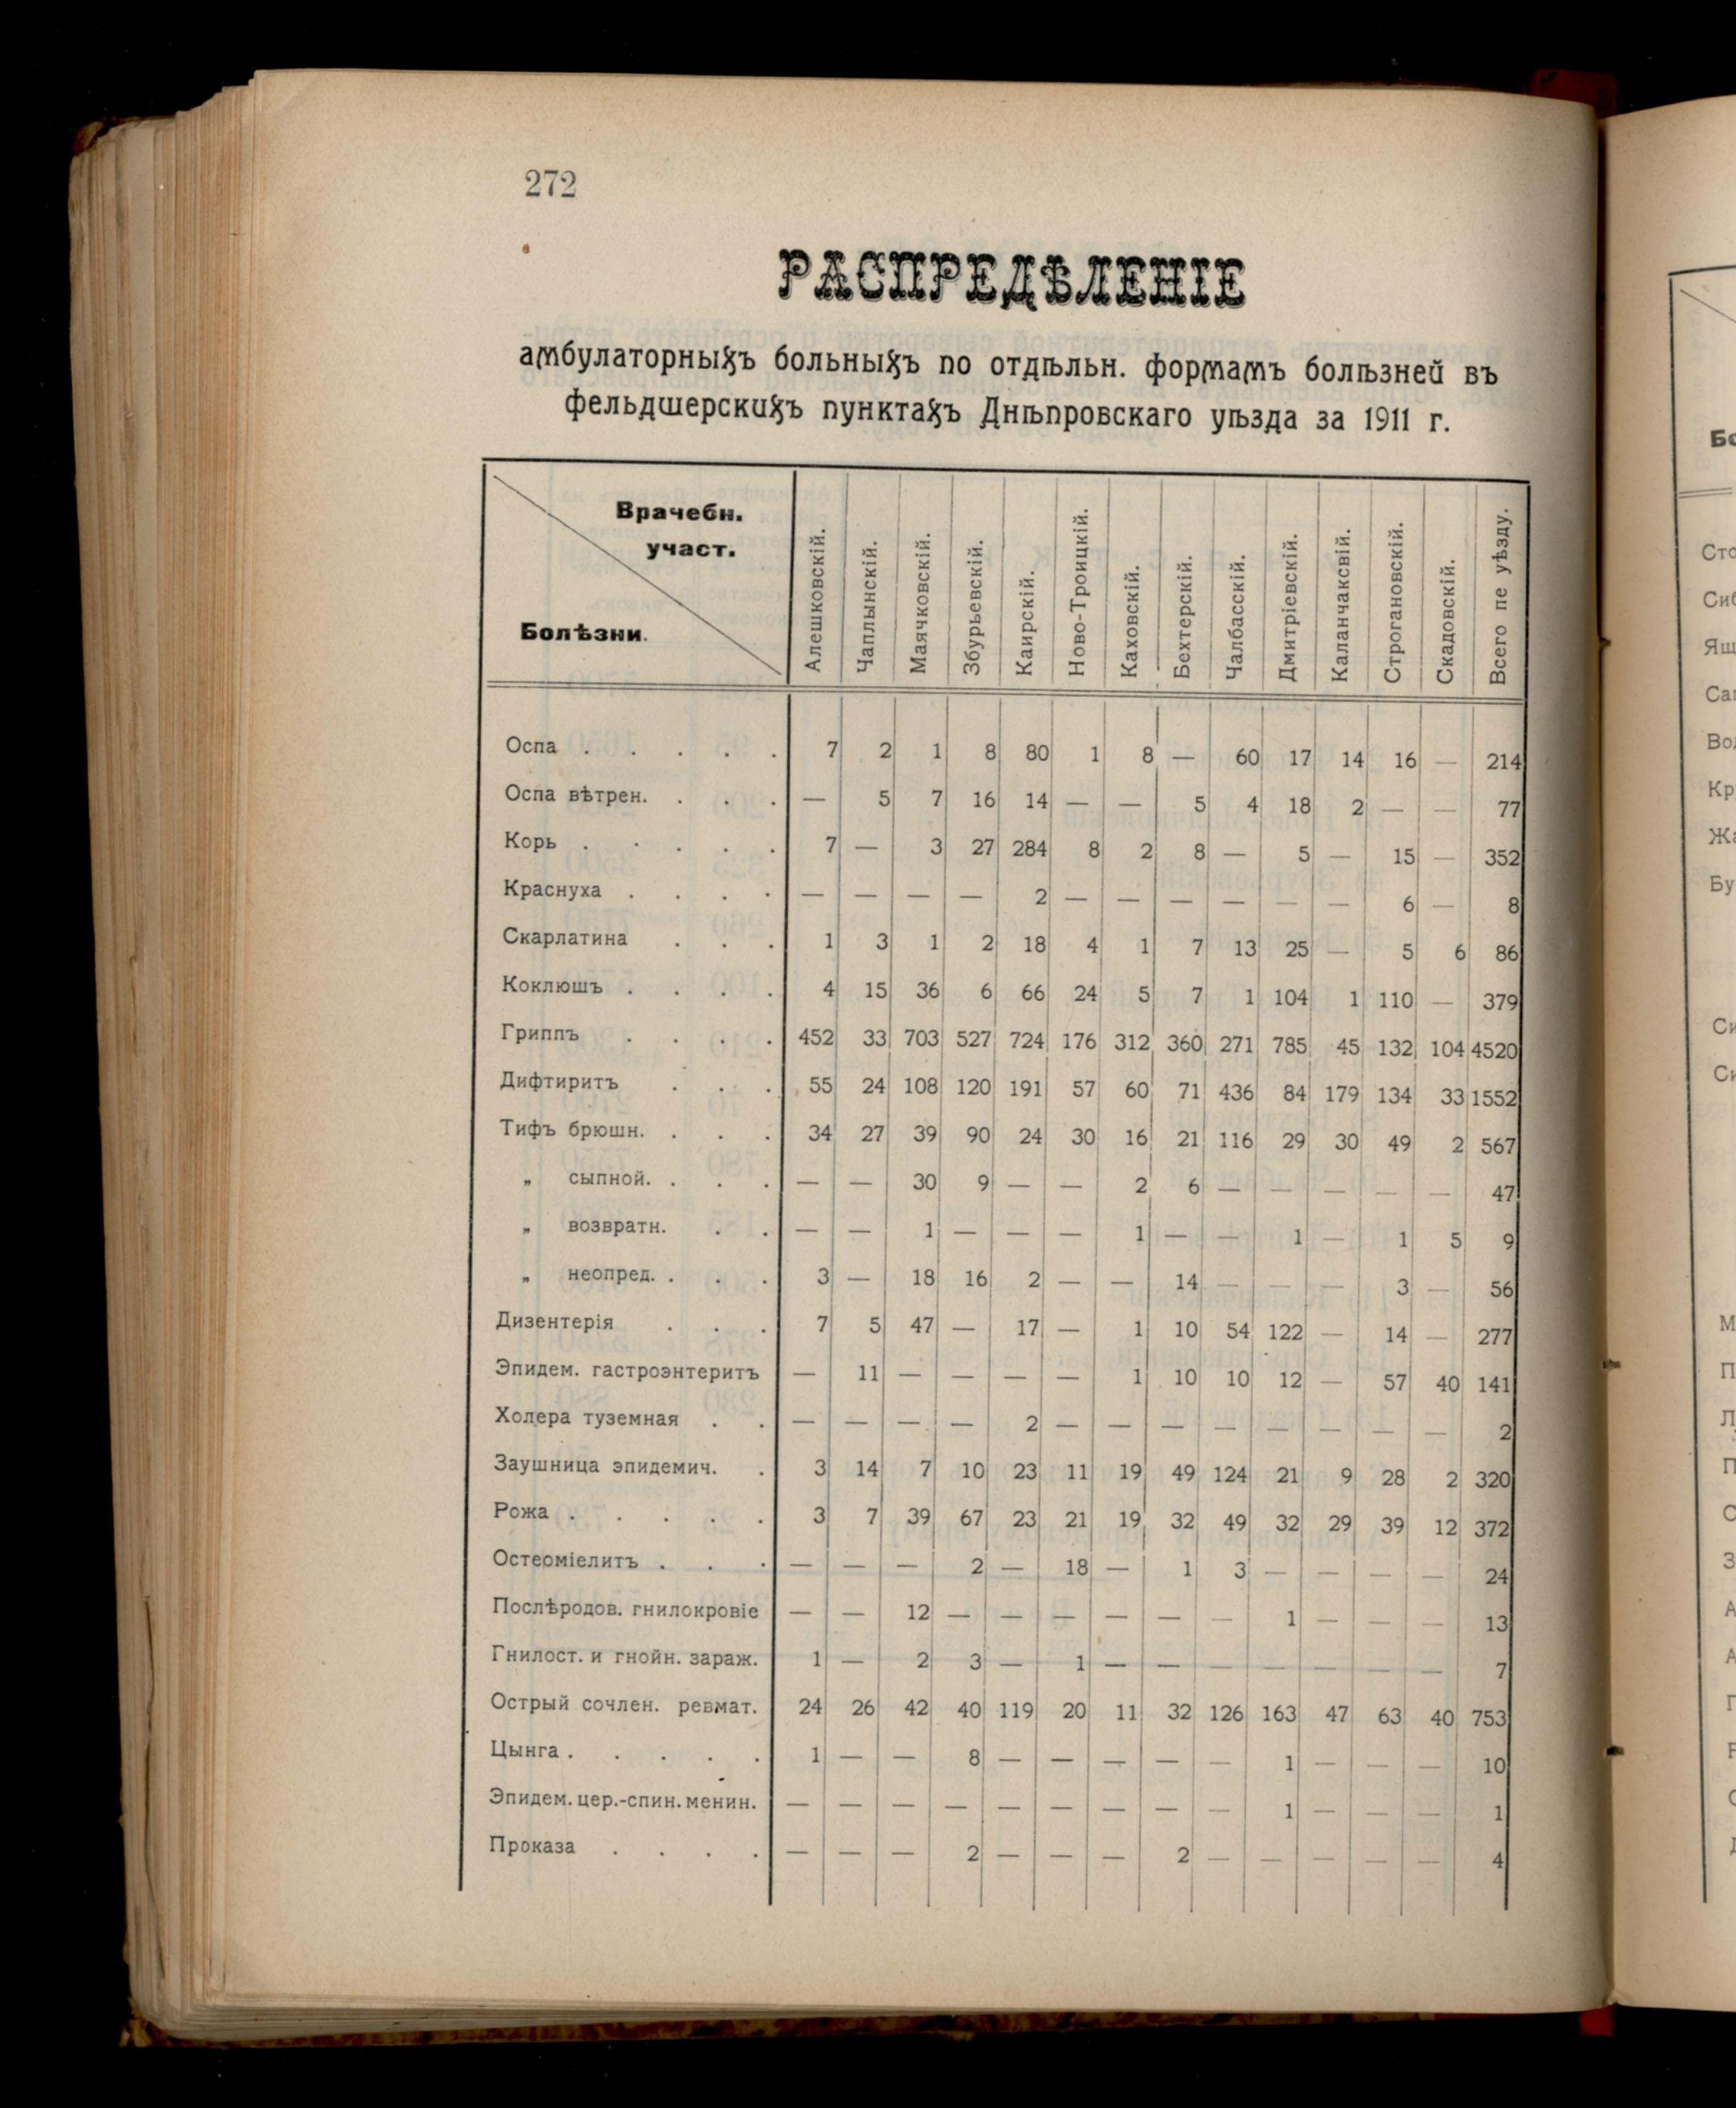 272
РАСПРЕДѢЛЕНІЕ
амбулаторныхъ больныхъ по отдѣльн. формамъ болѣзней въ
фельдшерскихъ пунктахъ Днѣпровскаго уѣзда за 1911 г.
Врачебн.
участ.
Болѣзни.
Алешковскій.
Чаплынскій.
Маячковскій.
Збурьевскій.
Каирскій.
Ново-Троицкій.
Каховскій.
Бехтерскій.
Чалбасскій.
Дмитріевскій.
Каланчаксвій.
Строгановскій.
Скадовскій.
Всего пе уѣзду.
Оспа . . . . . 7 2 1 8 80 1 8 — 60 17 14 16 — 214
Оспа вѣтрен. . . . — 5 7 16 14 — — 5 4 18 2 — — 77
Корь . . . . . 7 — 3 27 284 8 2 8 — 5 — 15 — 352
Краснуха . . . . — — — — 2 — — — — — — 6 — 8
Скарлатина . . . 1 3 1 2 18 4 1 7 13 25 — 5 6 86
Коклюшъ . . . . 4 15 36 6 66 24 5 7 1 104 1 110 — 379
Гриппъ . . . . 452 33 703 527 724 176 312 360 271 785 45 132 104 4520
Дифтиритъ . . . 55 24 108 120 191 57 60 71 436 84 179 134 33 1552
Тифъ брюшн. . . . 34 27 39 90 24 30 16 21 116 29 30 49 2 567
„ сыпной. . . . — — 30 9 — — 2 6 — — — — — 47
„ возвратн. . . — — 1 — — — 1 — — 1 — 1 5 9
„ неопред. . . . 3 — 18 16 2 — — 14 — — — 3 — 56
Дизентерія . . . 7 5 47 — 17 — 1 10 54 122 — 14 — 277
Эпидем. гастроэнтеритъ — 11 — — — — 1 10 10 12 — 57 40 141
Холера туземная . . — — — — 2 — — — — — — — — 2
Заушница эпидемич. . 3 14 7 10 23 11 19 49 124 21 9 28 2 320
Рожа . . . . . 3 7 39 67 23 21 19 32 49 32 29 39 12 372
Остеоміелитъ . . . — — — 2 — 18 — 1 3 — — — — 24
Послѣродов. гнилокровіе — — 12 — — — — — — 1 — — — 13
Гнилост. и гнойн. зараж. 1 — 2 3 — 1 — — — — — — — 7
Острый сочлен. ревмат. 24 26 42 40 119 20 11 32 126 163 47 63 40 753
Цынга . . . . . 1 — — 8 — — — — — 1 — — — 10
Эпидем. цер.-спин. менин. — — — — — — — — — 1 — — — 1
Проказа . . . . — — — 2 — — — 2 — — — — — 4